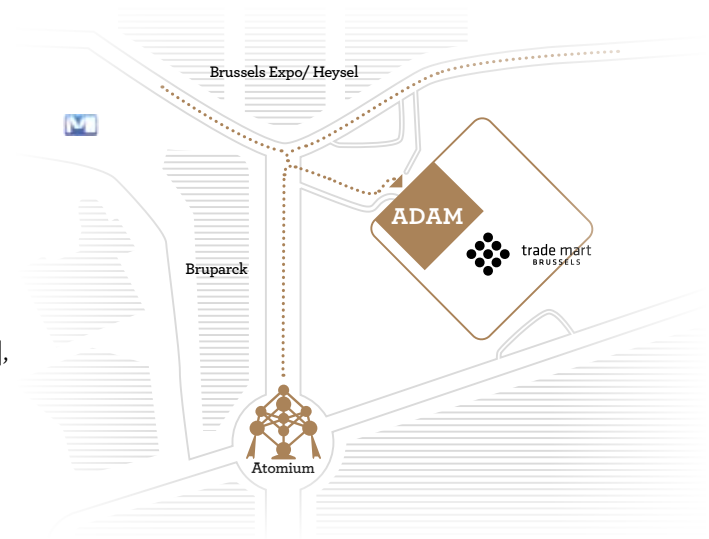 Brussels Expo/ Heysel
M
ADAM
trade mart
BRUSSELS
Bruparck
],
Atomium